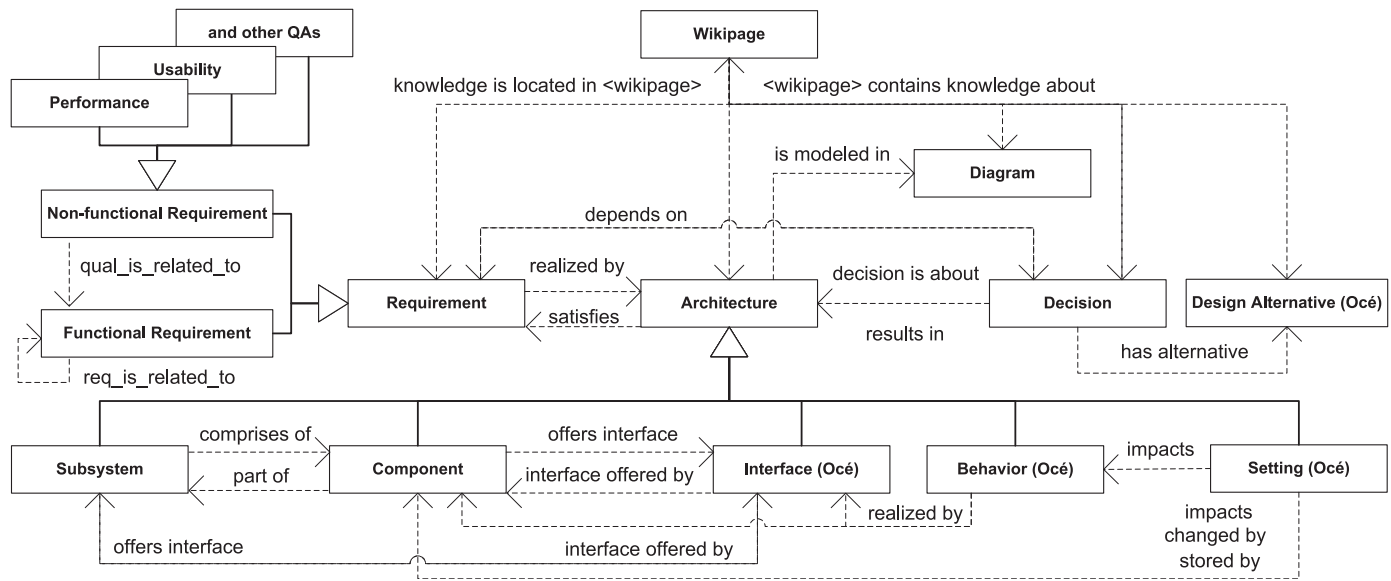 and other QAs
Usability
Performance
Wikipage
knowledge is located in <wikipage>
<wikipage> contains knowledge about
is modeled in
Diagram
Non-functional Requirement
depends on
qual_is_related_to
realized by
decision is about
Requirement
Architecture
Decision
Design Alternative (Océ)
Functional Requirement
satisfies
results in
has alternative
req_is_related_to
comprises of
offers interface
Subsystem
Component
Interface (Océ)
Behavior (Océ)
impacts
Setting (Océ)
part of
interface offered by
realized by
impacts
changed by
stored by
offers interface
interface offered by